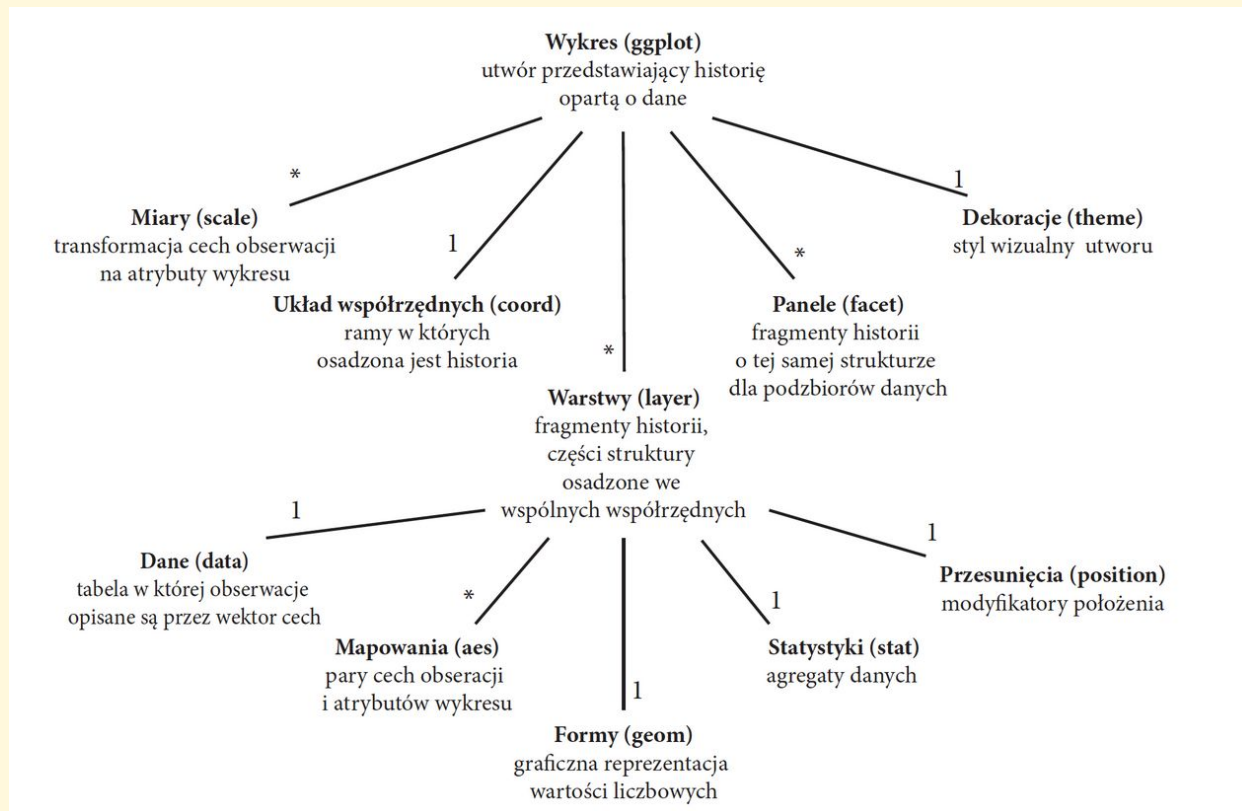 Wykres (ggplot)
utwór przedstawiający historię
opartą o dane
*
Miary (scale)
transformacja cech obserwacji
na atrybuty wykresu
1
Układ współrzędnych (coord)
ramy w których
osadzona jest historia
*
Warstwy (layer)
fragmenty historii,
części struktury
osadzone we
wspólnych współrzędnych
*
Panele (facet)
fragmenty historii
o tej samej strukturze
dla podzbiorów danych
1
Dekoracje (theme)
styl wizualny utworu
1
Dane (data)
tabela w której obserwacje
opisane są przez wektor cech
*
Mapowania (aes)
pary cech obseracji
i atrybutów wykresu
1
Formy (geom)
graficzna reprezentacja
wartości liczbowych
1
Statystyki (stat)
agregaty danych
1
Przesunięcia (position)
modyfikatory położenia